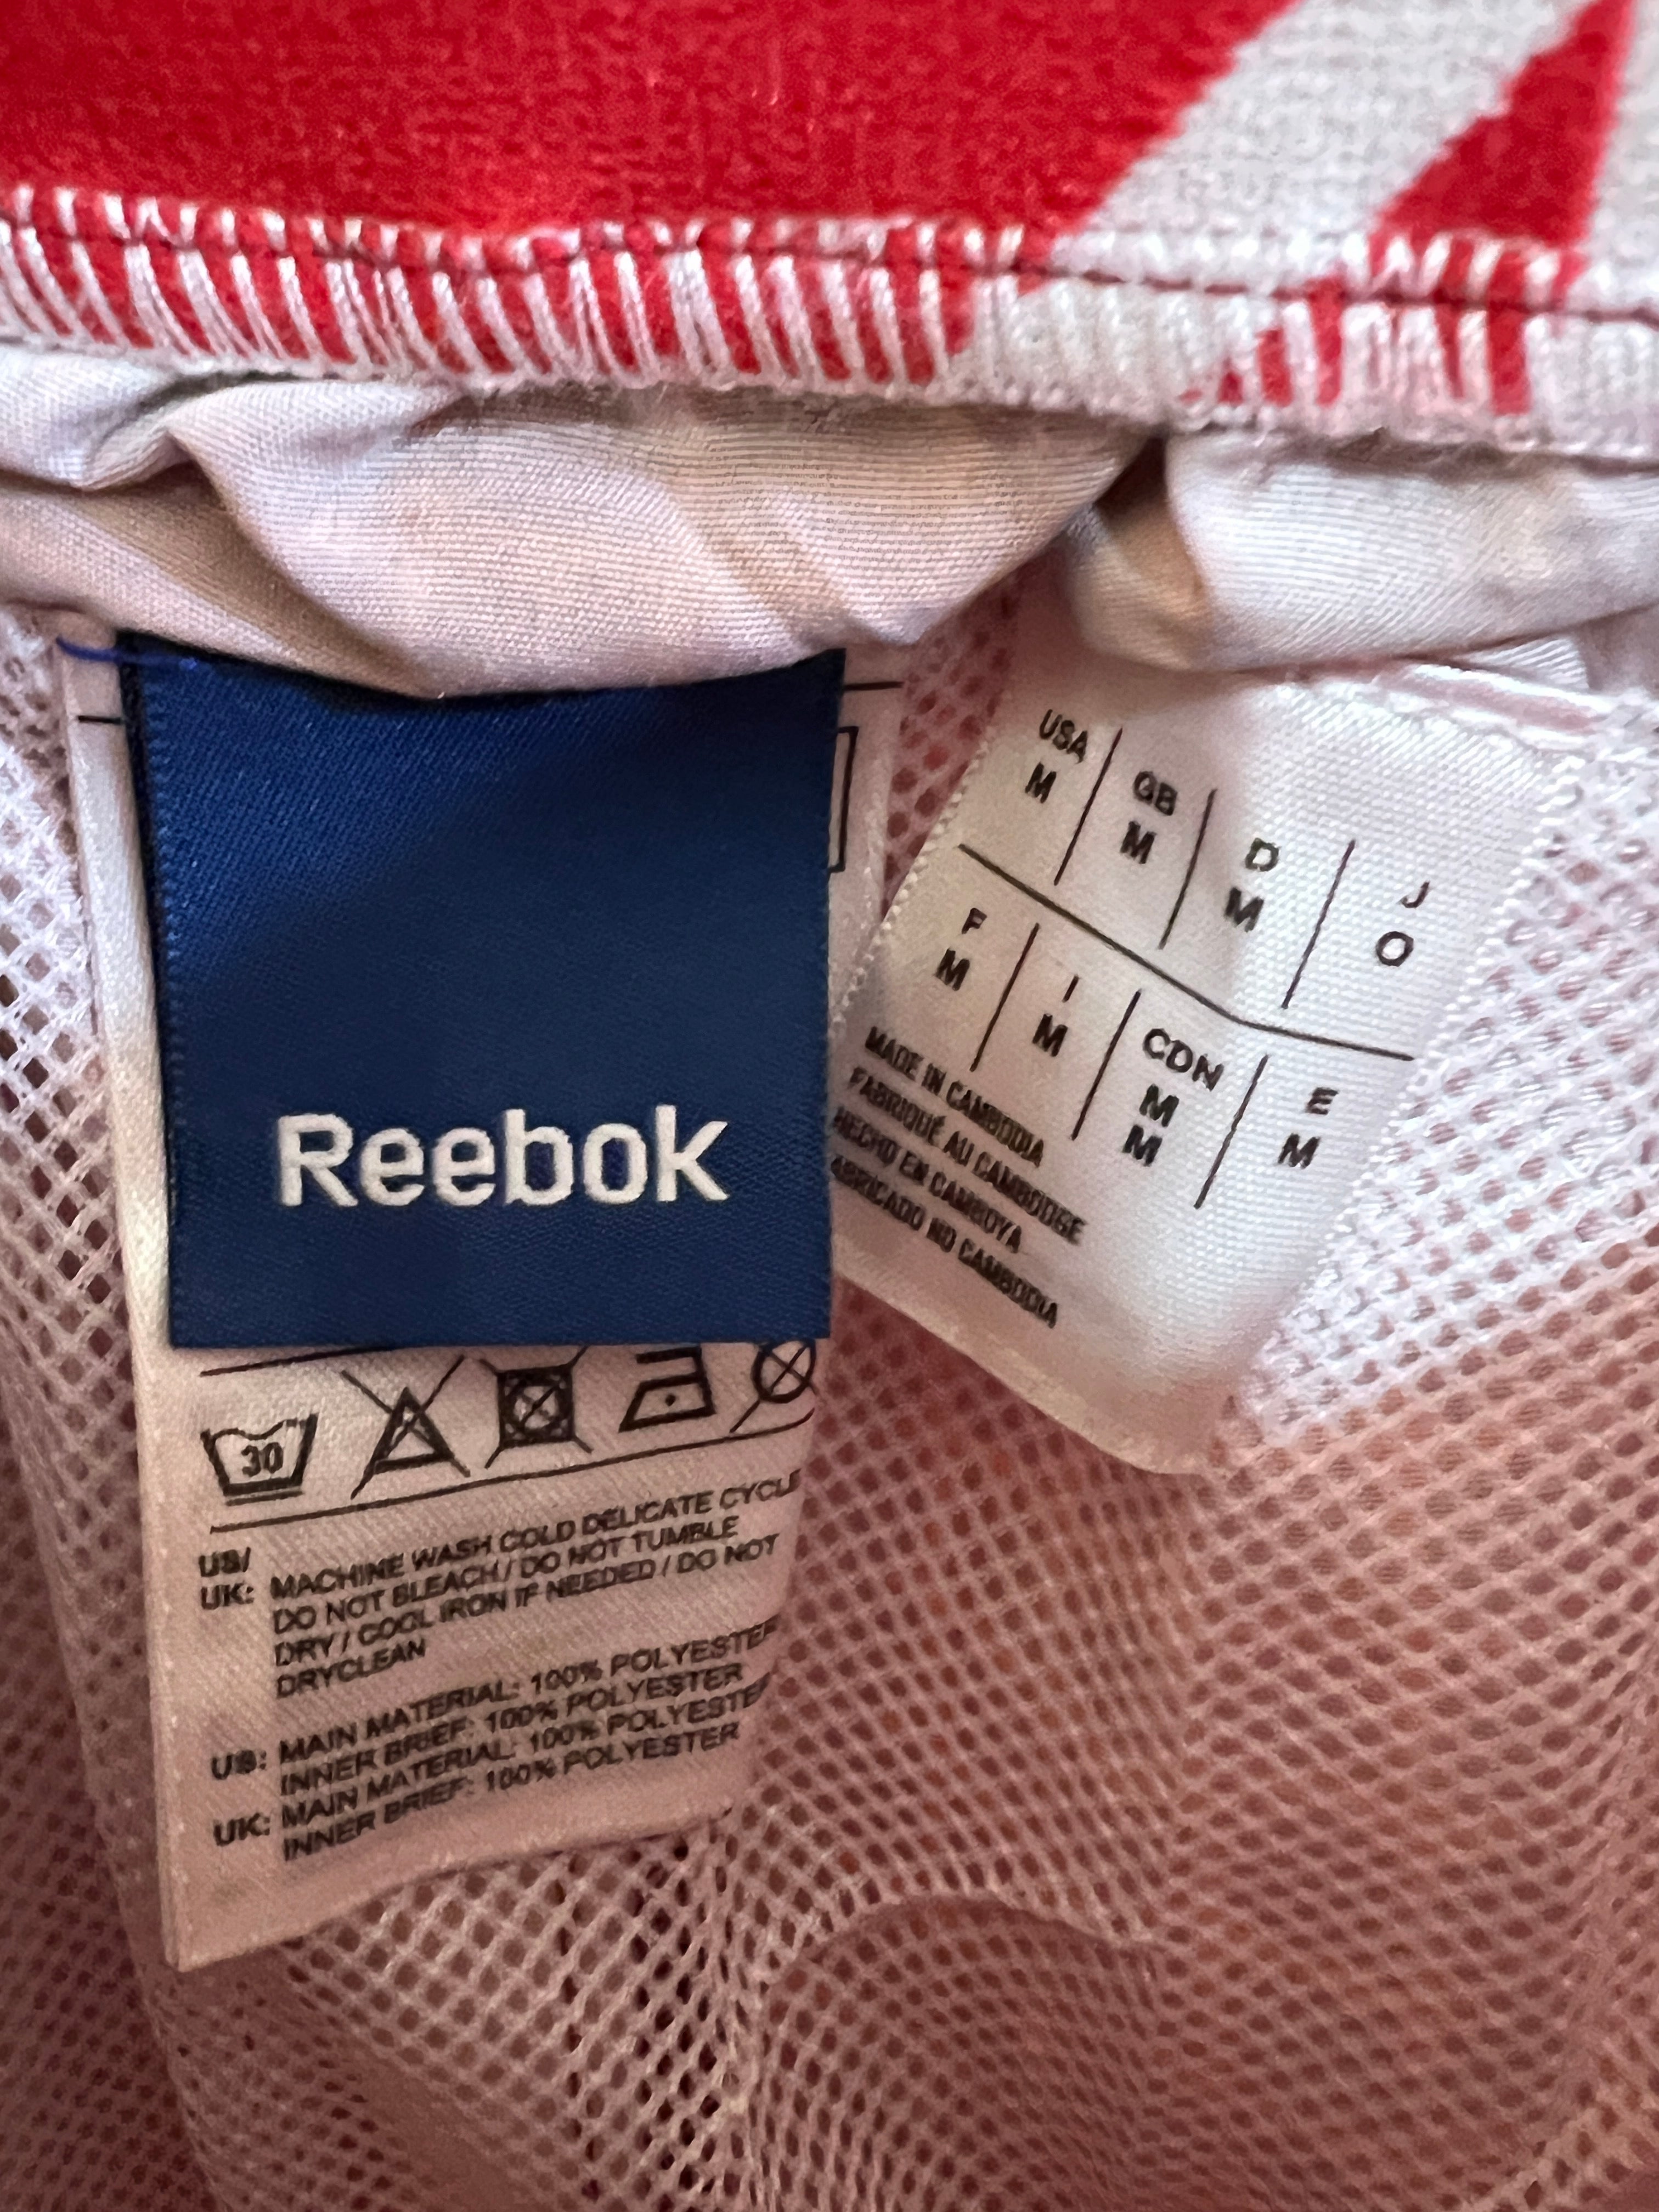 Reebok
30
US/
UK: MACHINE WASH COLD DELICATE CYCLE
DO NOT BLEACH / DO NOT TUMBLE
DRY / COOL IRON IF NEEDED / DO NOT
DRYCLEAN
US: MAIN MATERIAL: 100% POLYESTER
INNER BRIEF: 100% POLYESTER
UK: MAIN MATERIAL: 100% POLYESTER
INNER BRIEF: 100% POLYESTER
USA GB D J
M M M O
F I CDN E
M M M M
M
MADE IN CAMBODIA
FABRIQUÉ AU CAMBODGE
HECHO EN CAMBOYA
FABRICADO NO CAMBODIA